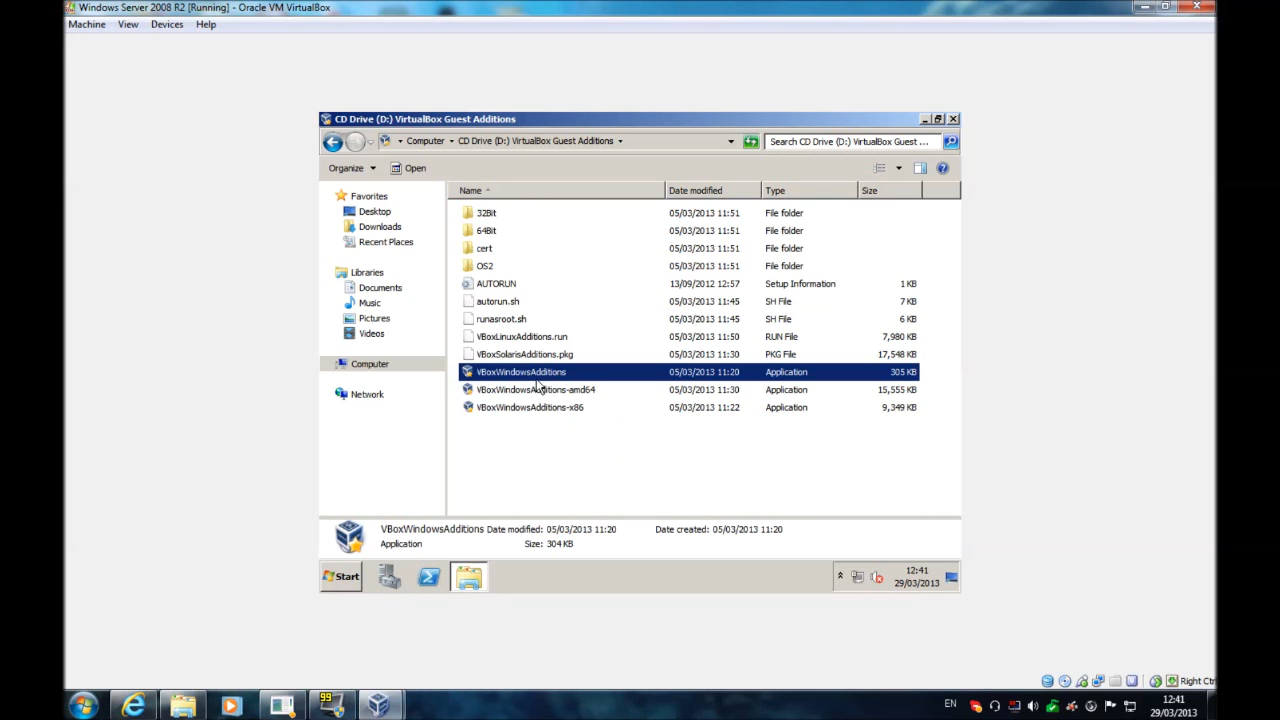 Windows Server 2008 R2 [Running] - Oracle VM VirtualBox
Machine View Devices Help
CD Drive (D:) VirtualBox Guest Additions
Computer CD Drive (D:) VirtualBox Guest Additions Search CD Drive (D:) VirtualBox Guest ...
Organize Open
Name Date modified Type Size
Favorites
Desktop
Downloads
Recent Places
Libraries
Documents
Music
Pictures
Videos
Computer
Network
32Bit 05/03/2013 11:51 File folder
64Bit 05/03/2013 11:51 File folder
cert 05/03/2013 11:51 File folder
OS2 05/03/2013 11:51 File folder
AUTORUN 13/09/2012 12:57 Setup Information 1 KB
autorun.sh 05/03/2013 11:45 SH File 7 KB
runasroot.sh 05/03/2013 11:45 SH File 6 KB
VBoxLinuxAdditions.run 05/03/2013 11:50 RUN File 7,980 KB
VBoxSolarisAdditions.pkg 05/03/2013 11:30 PKG File 17,548 KB
VBoxWindowsAdditions 05/03/2013 11:20 Application 305 KB
VBoxWindowsAdditions-amd64 05/03/2013 11:30 Application 15,555 KB
VBoxWindowsAdditions-x86 05/03/2013 11:22 Application 9,349 KB
VBoxWindowsAdditions Date modified: 05/03/2013 11:20 Date created: 05/03/2013 11:20
Application Size: 304 KB
Start 12:41
29/03/2013
Right Ctrl
99
EN 12:41
29/03/2013